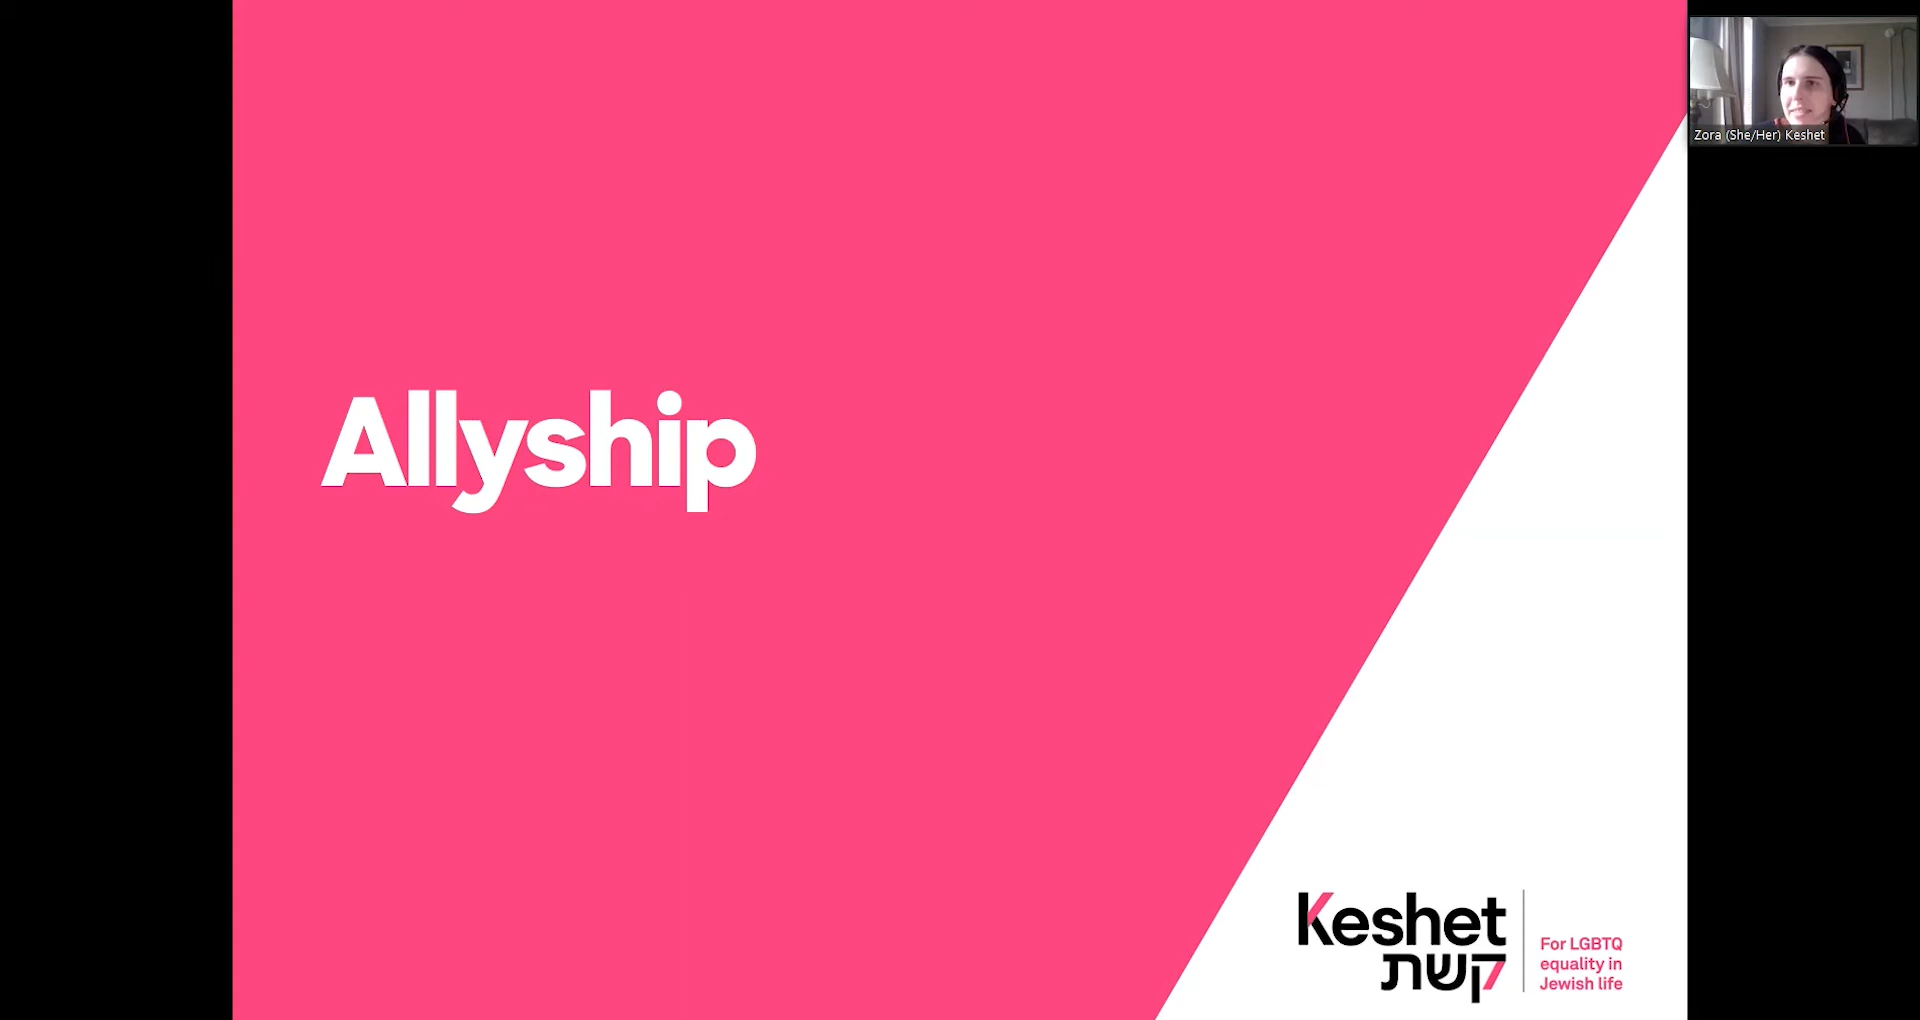 Allyship
Zora (She/Her) Keshet
Keshet
קשת
For LGBTQ
equality in
Jewish life